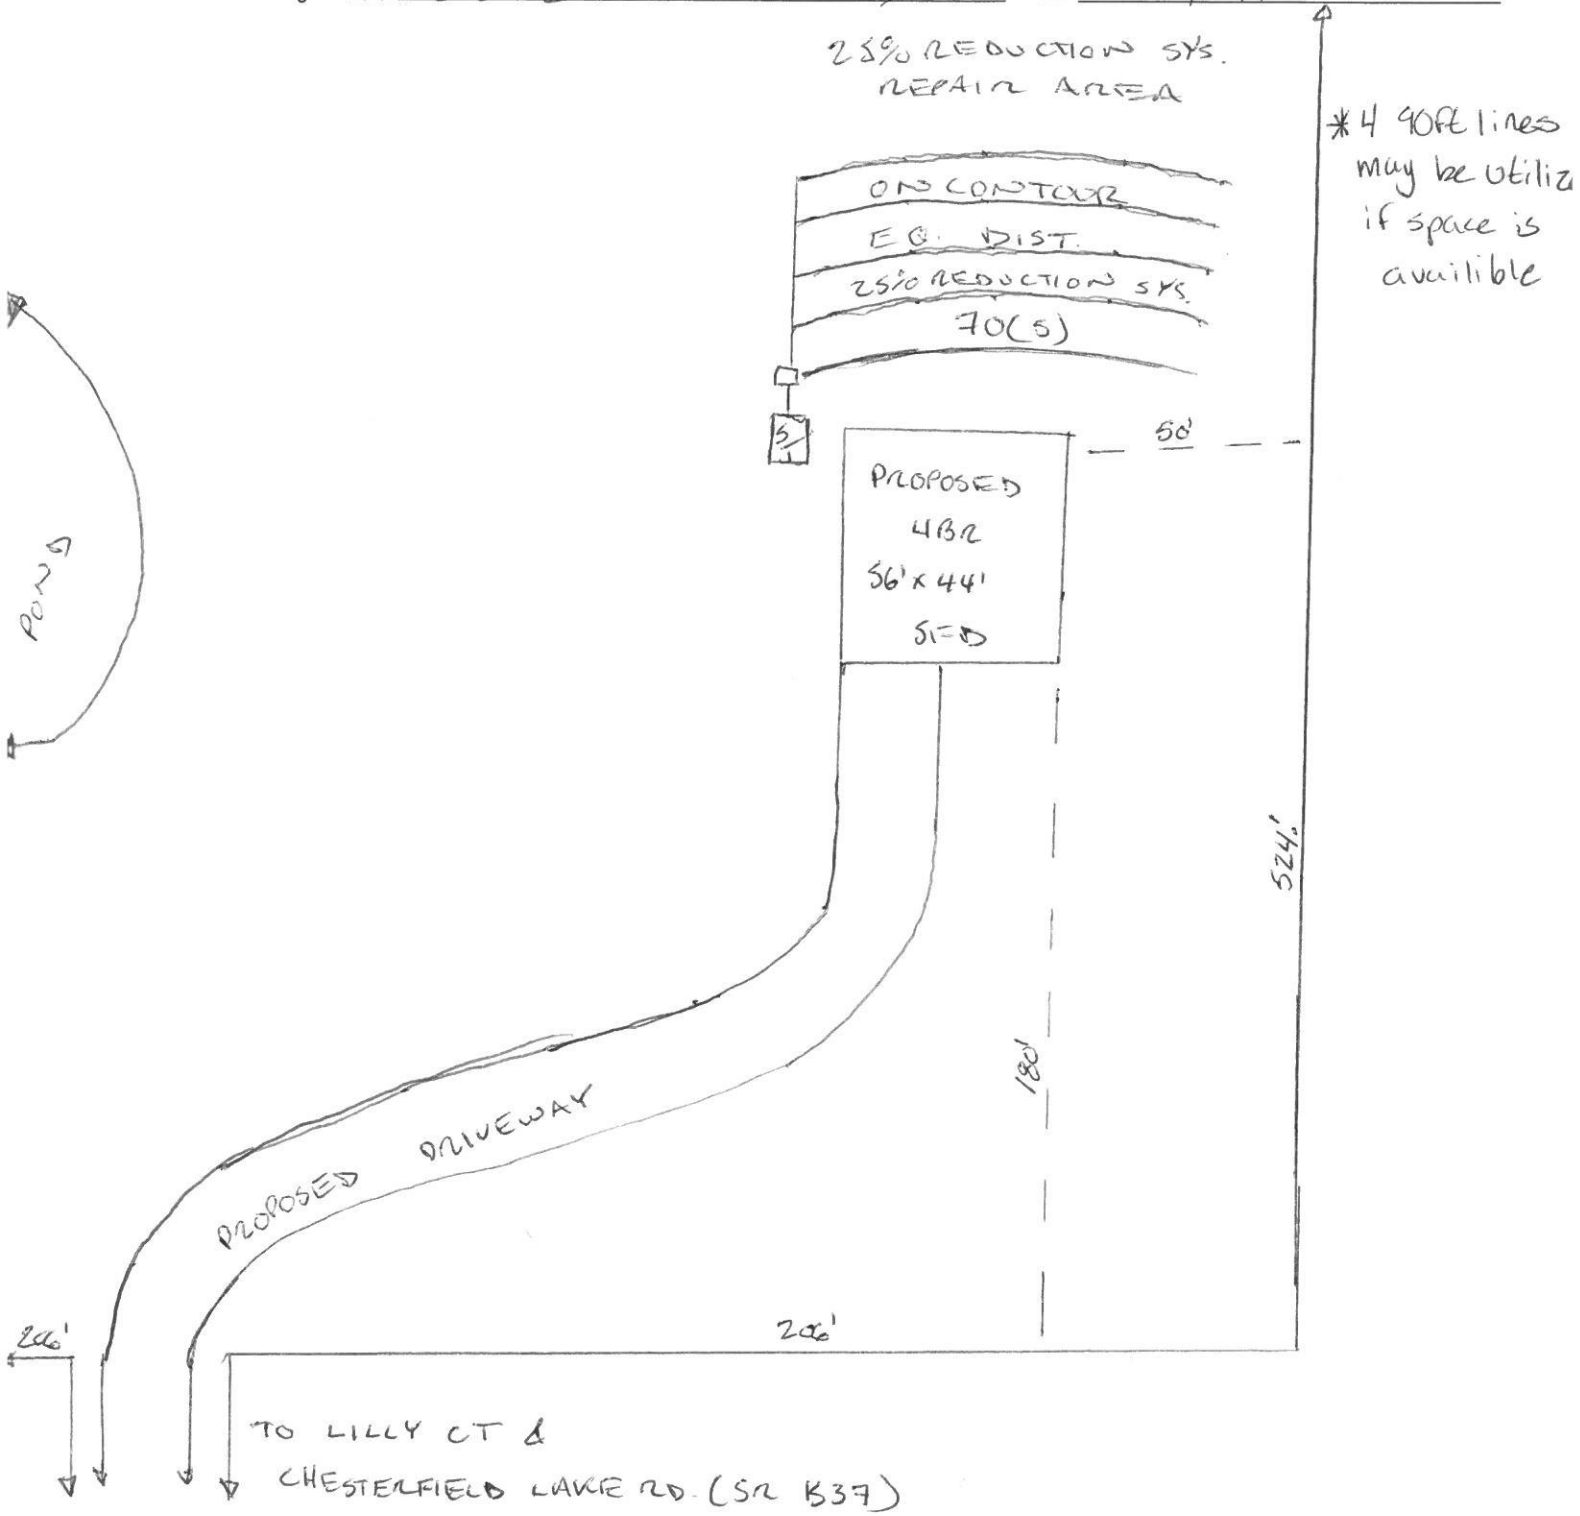 25% REDUCTION SYS.
REPAIR AREA
* 4 90ft lines
may be utiliz
if space is
availible
ON CONTOUR
EQ. DIST.
25% REDUCTION SYS.
70(5)
50'
PROPOSED
4BR
56' x 44'
SFD
POND
524'
180'
PROPOSED DRIVEWAY
206'
206'
TO LILLY CT &
CHESTERFIELD LAKE RD. (SR